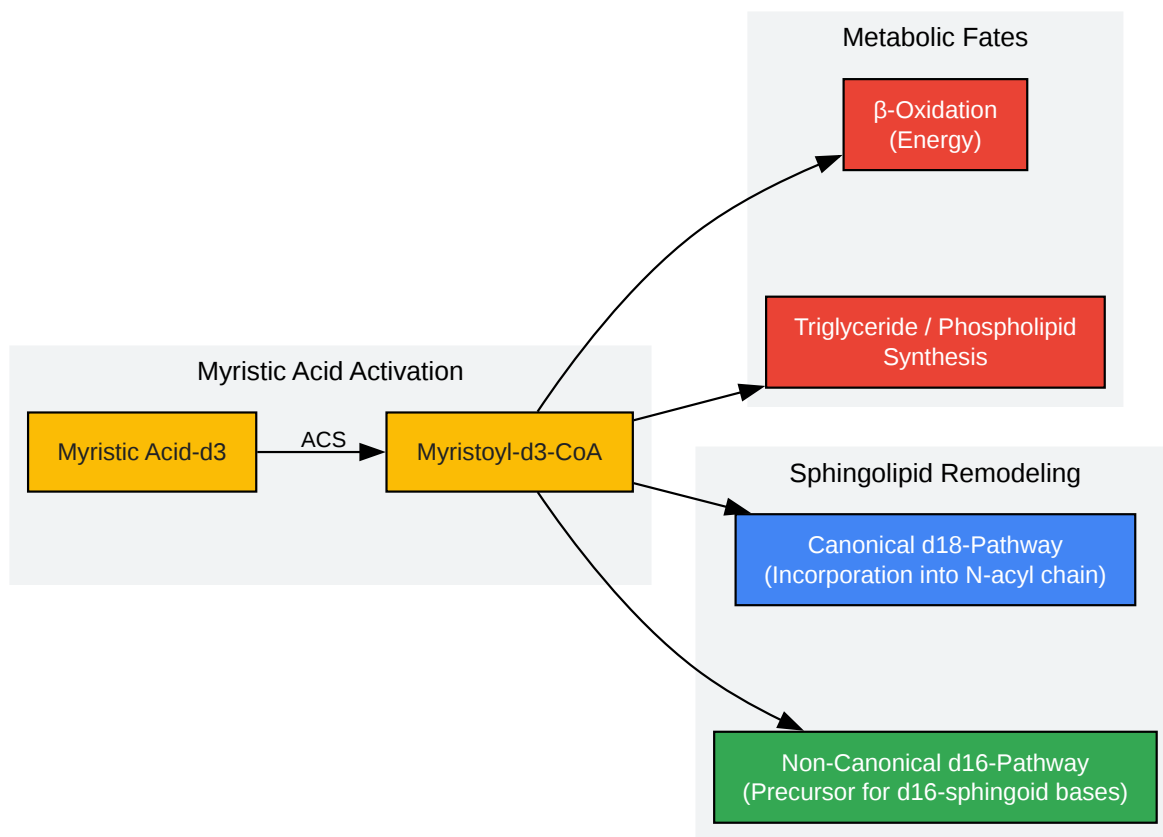 Metabolic Fates
β-Oxidation
(Energy)
Triglyceride / Phospholipid
Synthesis
Myristic Acid Activation
Myristic Acid-d3
ACS
Myristoyl-d3-CoA
Sphingolipid Remodeling
Canonical d18-Pathway
(Incorporation into N-acyl chain)
Non-Canonical d16-Pathway
(Precursor for d16-sphingoid bases)